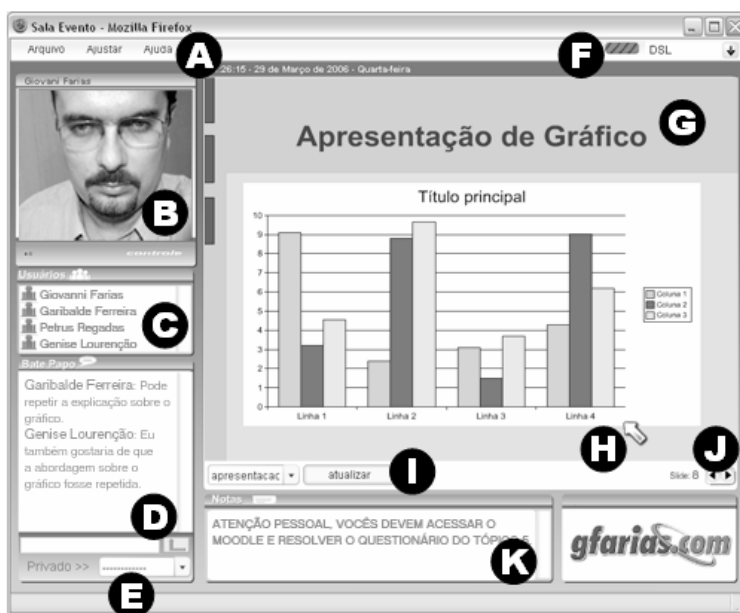 Sala Evento - Mozilla Firefox
Arquivo Ajustar Ajuda
A
F
DSL
26:15 - 29 de Março de 2006 - Quarta-feira
Giovani Farias
B
controle
G
Apresentação de Gráfico
Título principal
10
9
8
7
6
5
4
3
2
1
0
Linha 1 Linha 2 Linha 3 Linha 4
Coluna 1
Coluna 2
Coluna 3
H
Usuários
Giovanni Farias
Garibalde Ferreira
Petrus Regadas
Genise Lourenção
C
Bate Papo
Garibalde Ferreira: Pode
repetir a explicação sobre o
gráfico.
Genise Lourenção: Eu
também gostaria de que
a abordagem sobre o
gráfico fosse repetida.
D
Privado >> ------------
E
apresentacac atualizar
I
Slide: 8
J
Notas
ATENÇÃO PESSOAL, VOCÊS DEVEM ACESSAR O
MOODLE E RESOLVER O QUESTIONÁRIO DO TÓPICO 5
K
gfarias.com